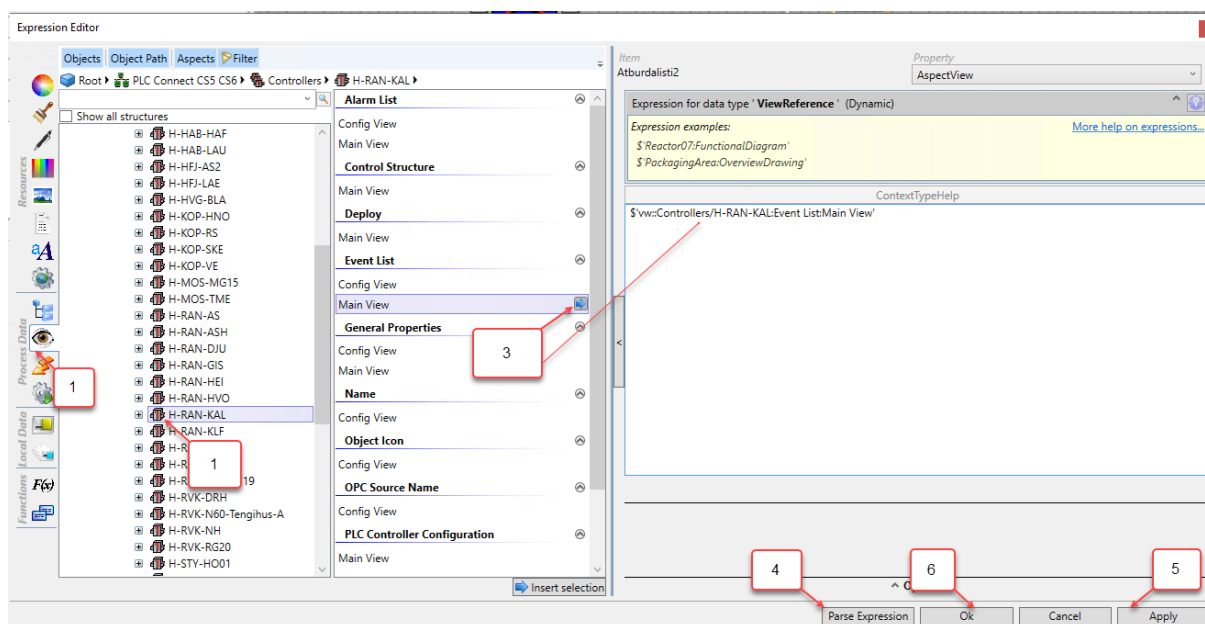 Expression Editor
Objects Object Path Aspects Filter
Root PLC Connect CS5 CS6 Controllers H-RAN-KAL
Show all structures
Resources
Process Data
Local Data
Functions
aA
F(x)
H-HAB-HAF
H-HAB-LAU
H-HFJ-AS2
H-HFJ-LAE
H-HVG-BLA
H-KOP-HNO
H-KOP-RS
H-KOP-SKE
H-KOP-VE
H-MOS-MG15
H-MOS-TME
H-RAN-AS
H-RAN-ASH
H-RAN-DJU
H-RAN-GIS
H-RAN-HEI
H-RAN-HVO
H-RAN-KAL
H-RAN-KLF
19
H-RVK-DRH
H-RVK-N60-Tengihus-A
H-RVK-NH
H-RVK-RG20
H-STY-HO01
1
1
Alarm List
Config View
Main View
Control Structure
Main View
Deploy
Main View
Event List
Config View
Main View
General Properties
Config View
Main View
Name
Config View
Object Icon
Config View
OPC Source Name
Config View
PLC Controller Configuration
Main View
Insert selection
3
<
Item
Atburdalisti2
Property
AspectView
Expression for data type ' ViewReference ' (Dynamic)
Expression examples:
More help on expressions...
$'Reactor07:FunctionalDiagram'
$'PackagingArea:OverviewDrawing'
ContextTypeHelp
$'vw::Controllers/H-RAN-KAL:Event List:Main View'
4
6
5
Parse Expression
Ok
Cancel
Apply